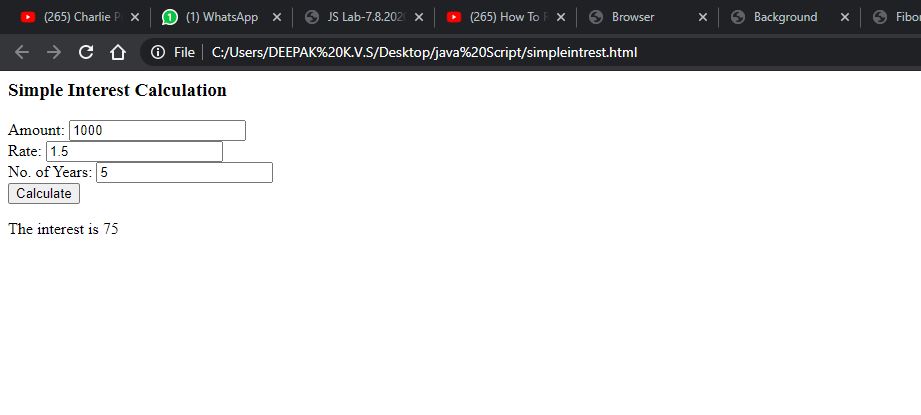 (265) Charlie P
(1) WhatsApp
JS Lab-7.8.202
(265) How To
Browser
Background
Fibo
File
C:/Users/DEEPAK%20K.V.S/Desktop/java%20Script/simpleintrest.html
Simple Interest Calculation
Amount: 1000
Rate: 1.5
No. of Years: 5
Calculate
The interest is 75